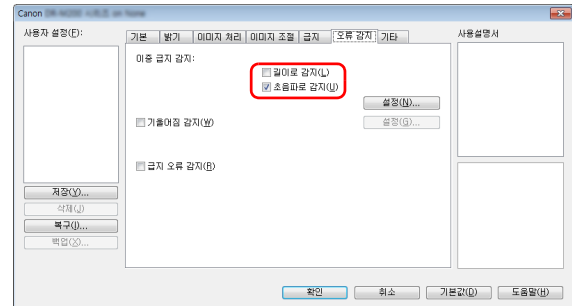 Canon on None
사용자 설정(F):
기본 밝기 이미지 처리 이미지 조절 급지 오류 감지 기타
사용설명서
이중 급지 감지:
길이로 감지(L)
초음파로 감지(U)
설정(N)...
기울어짐 감지(W)
설정(G)...
급지 오류 감지(R)
저장(Y)...
삭제(J)
복구(I)...
백업(X)...
확인 취소 기본값(D) 도움말(H)